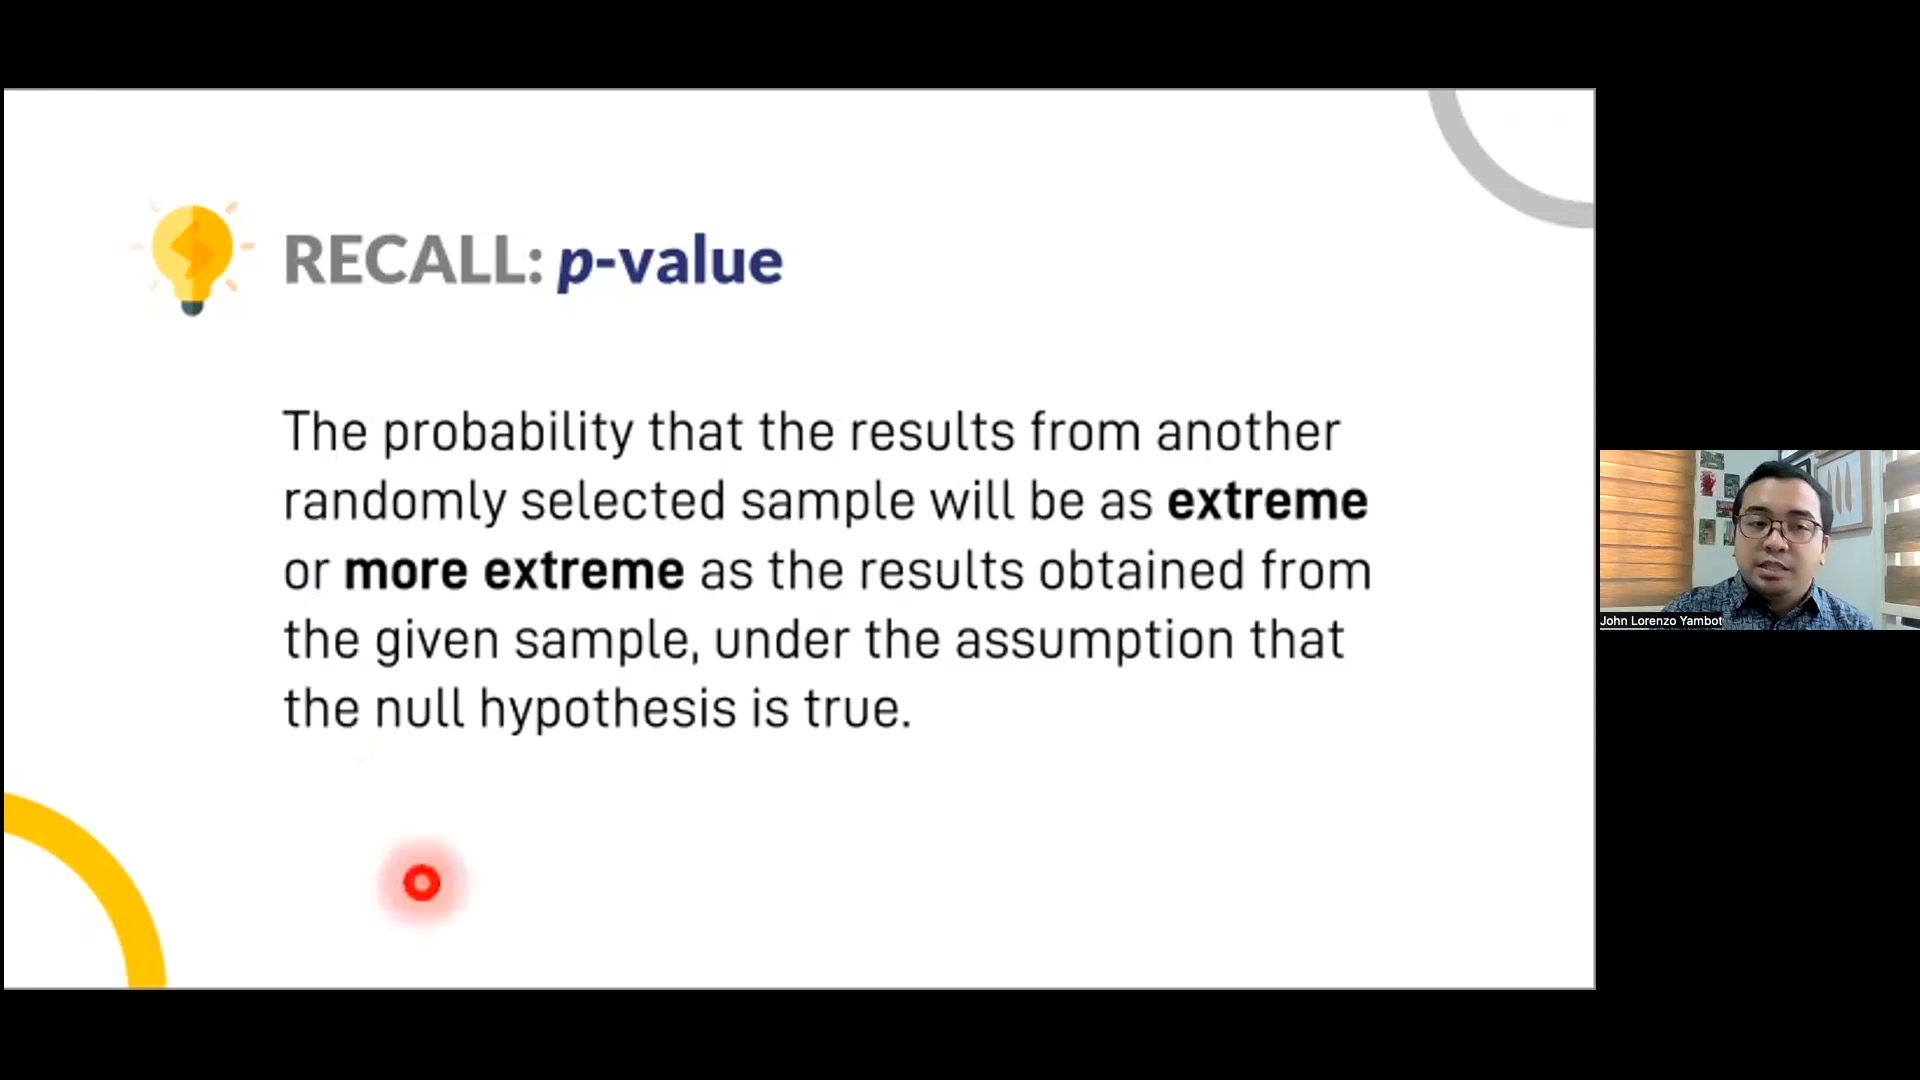 RECALL: p-value
The probability that the results from another
randomly selected sample will be as extreme
or more extreme as the results obtained from
the given sample, under the assumption that
the null hypothesis is true.
John Lorenzo Yambot